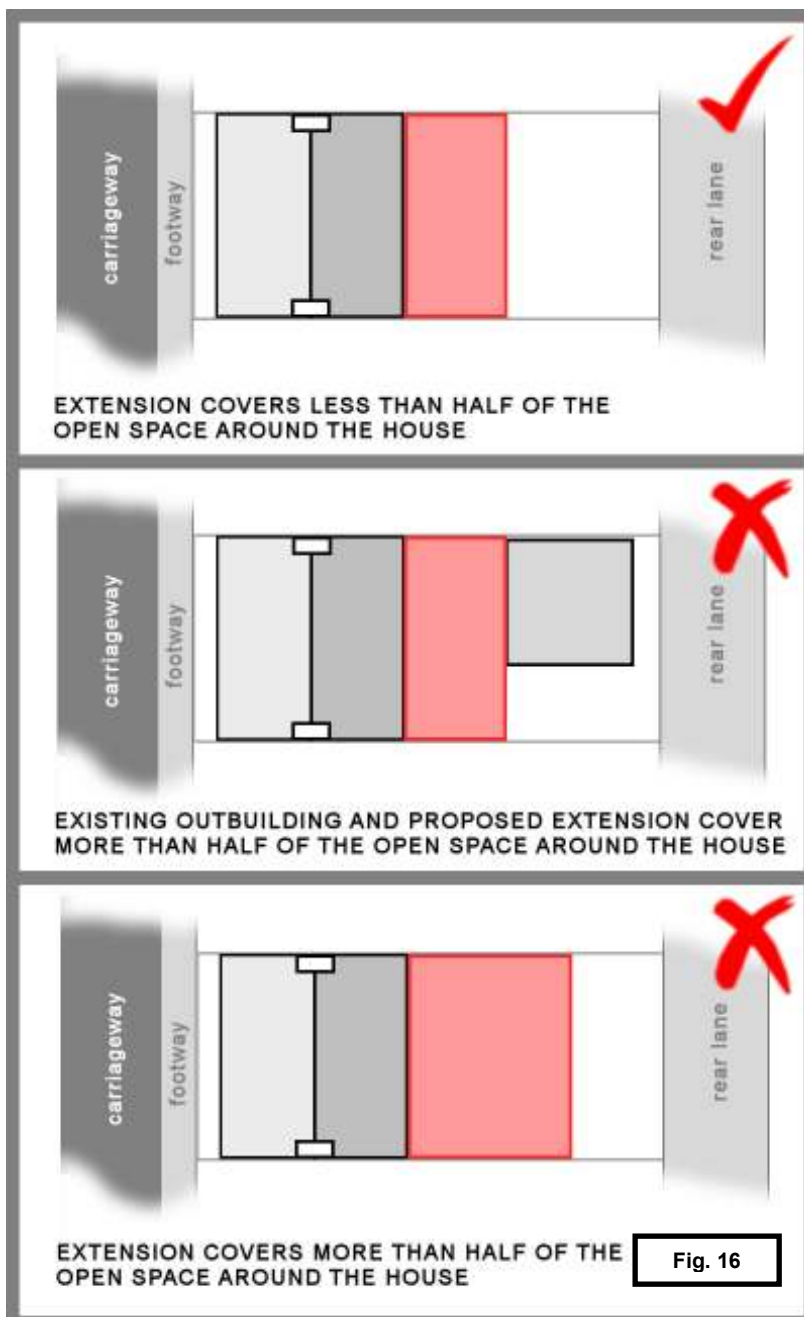 carriageway
footway
rear lane
EXTENSION COVERS LESS THAN HALF OF THE
OPEN SPACE AROUND THE HOUSE
carriageway
footway
rear lane
EXISTING OUTBUILDING AND PROPOSED EXTENSION COVER
MORE THAN HALF OF THE OPEN SPACE AROUND THE HOUSE
carriageway
footway
rear lane
EXTENSION COVERS MORE THAN HALF OF THE
OPEN SPACE AROUND THE HOUSE
Fig. 16